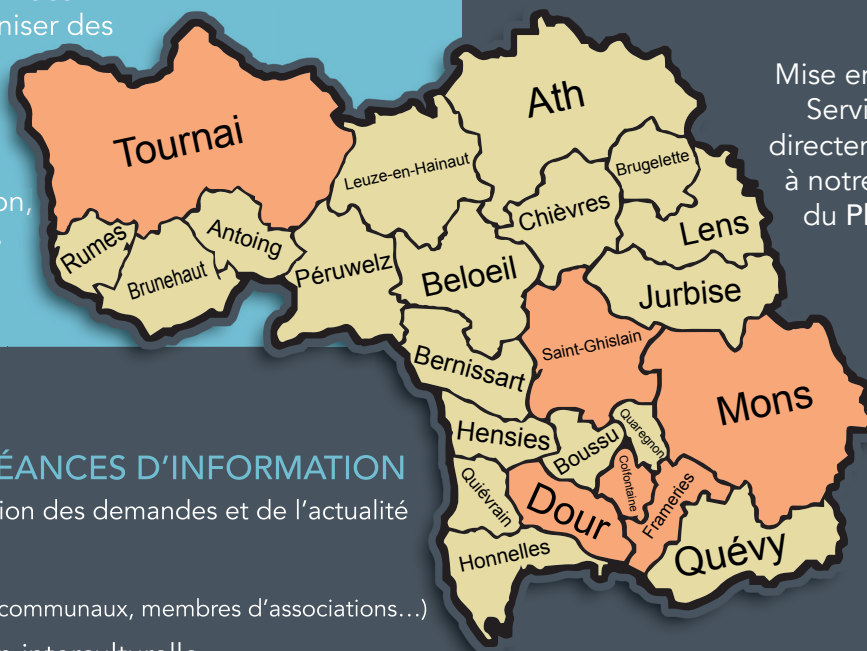 niser des
on,
Mise en
Servi
directem
à notre
du Pl
Tournai
Ath
Leuze-en-Hainaut
Brugelette
Chièvres
Lens
Rumes
Antoing
Brunehaut
Péruwelz
Beloeil
Jurbise
Saint-Ghislain
Bernissart
Mons
Hensies
Boussu
Quaregnon
Colfontaine
Frameries
Quiévrain
Dour
Quévy
Honnelles
ÉANCES D'INFORMATION
ion des demandes et de l'actualité
communaux, membres d'associations…)
n interculturelle